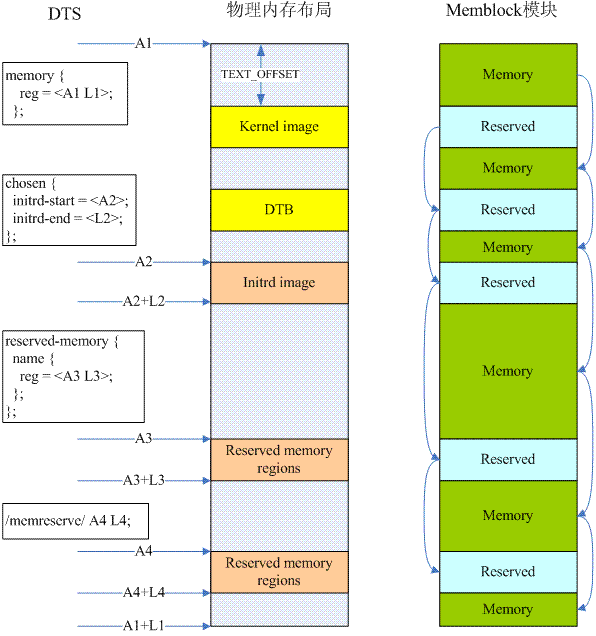 DTS
物理内存布局
Memblock模块
A1
TEXT_OFFSET
memory {
reg = <A1 L1>;
};
Kernel image
chosen {
initrd-start = <A2>;
initrd-end = <L2>;
};
DTB
A2
Initrd image
A2+L2
reserved-memory {
name {
reg = <A3 L3>;
};
};
A3
Reserved memory
regions
A3+L3
/memreserve/ A4 L4;
A4
Reserved memory
regions
A4+L4
A1+L1
Memory
Reserved
Memory
Reserved
Memory
Reserved
Memory
Reserved
Memory
Reserved
Memory